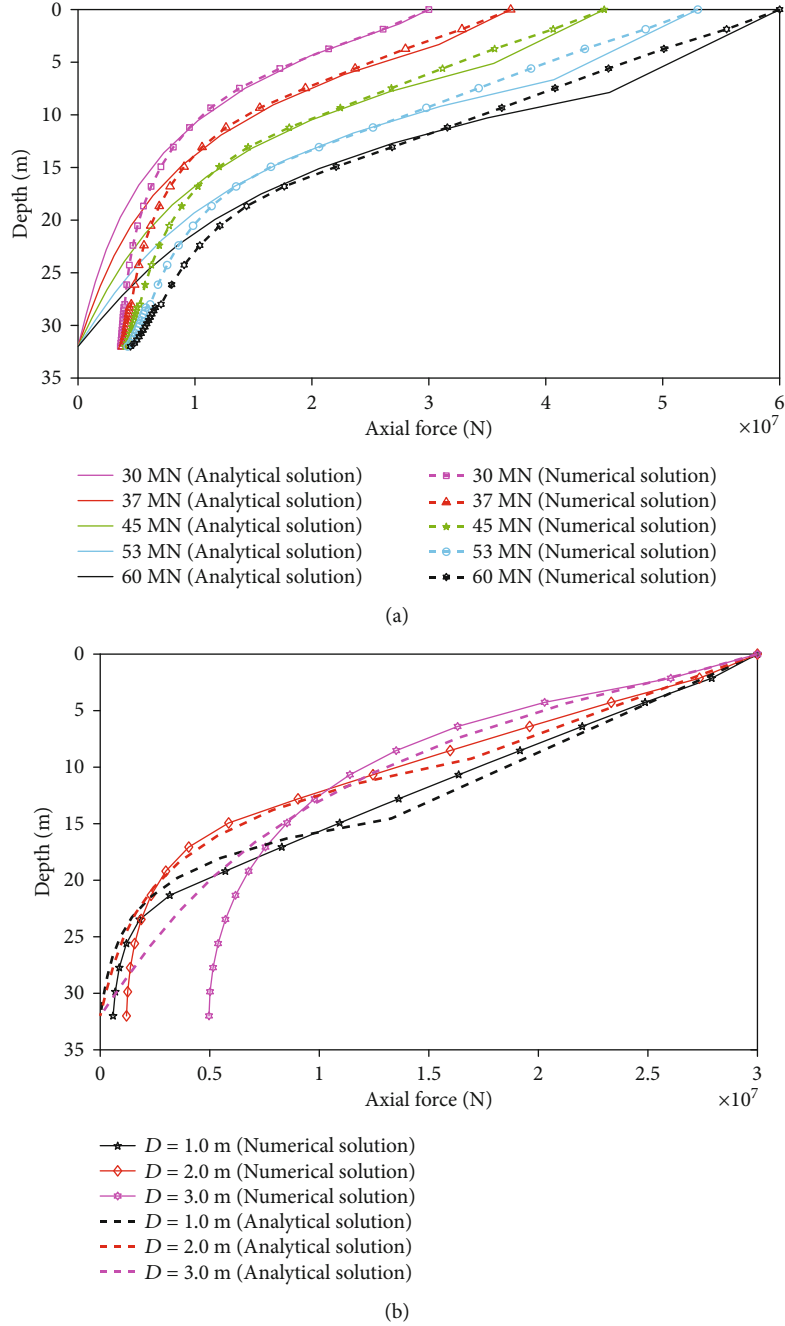 0
5
10
15
20
25
30
35
Depth (m)
0 1 2 3 4 5 6
×10⁷
Axial force (N)
30 MN (Analytical solution) 30 MN (Numerical solution)
37 MN (Analytical solution) 37 MN (Numerical solution)
45 MN (Analytical solution) 45 MN (Numerical solution)
53 MN (Analytical solution) 53 MN (Numerical solution)
60 MN (Analytical solution) 60 MN (Numerical solution)
(a)
0
5
10
15
20
25
30
35
Depth (m)
0 0.5 1 1.5 2 2.5 3
×10⁷
Axial force (N)
D = 1.0 m (Numerical solution)
D = 2.0 m (Numerical solution)
D = 3.0 m (Numerical solution)
D = 1.0 m (Analytical solution)
D = 2.0 m (Analytical solution)
D = 3.0 m (Analytical solution)
(b)